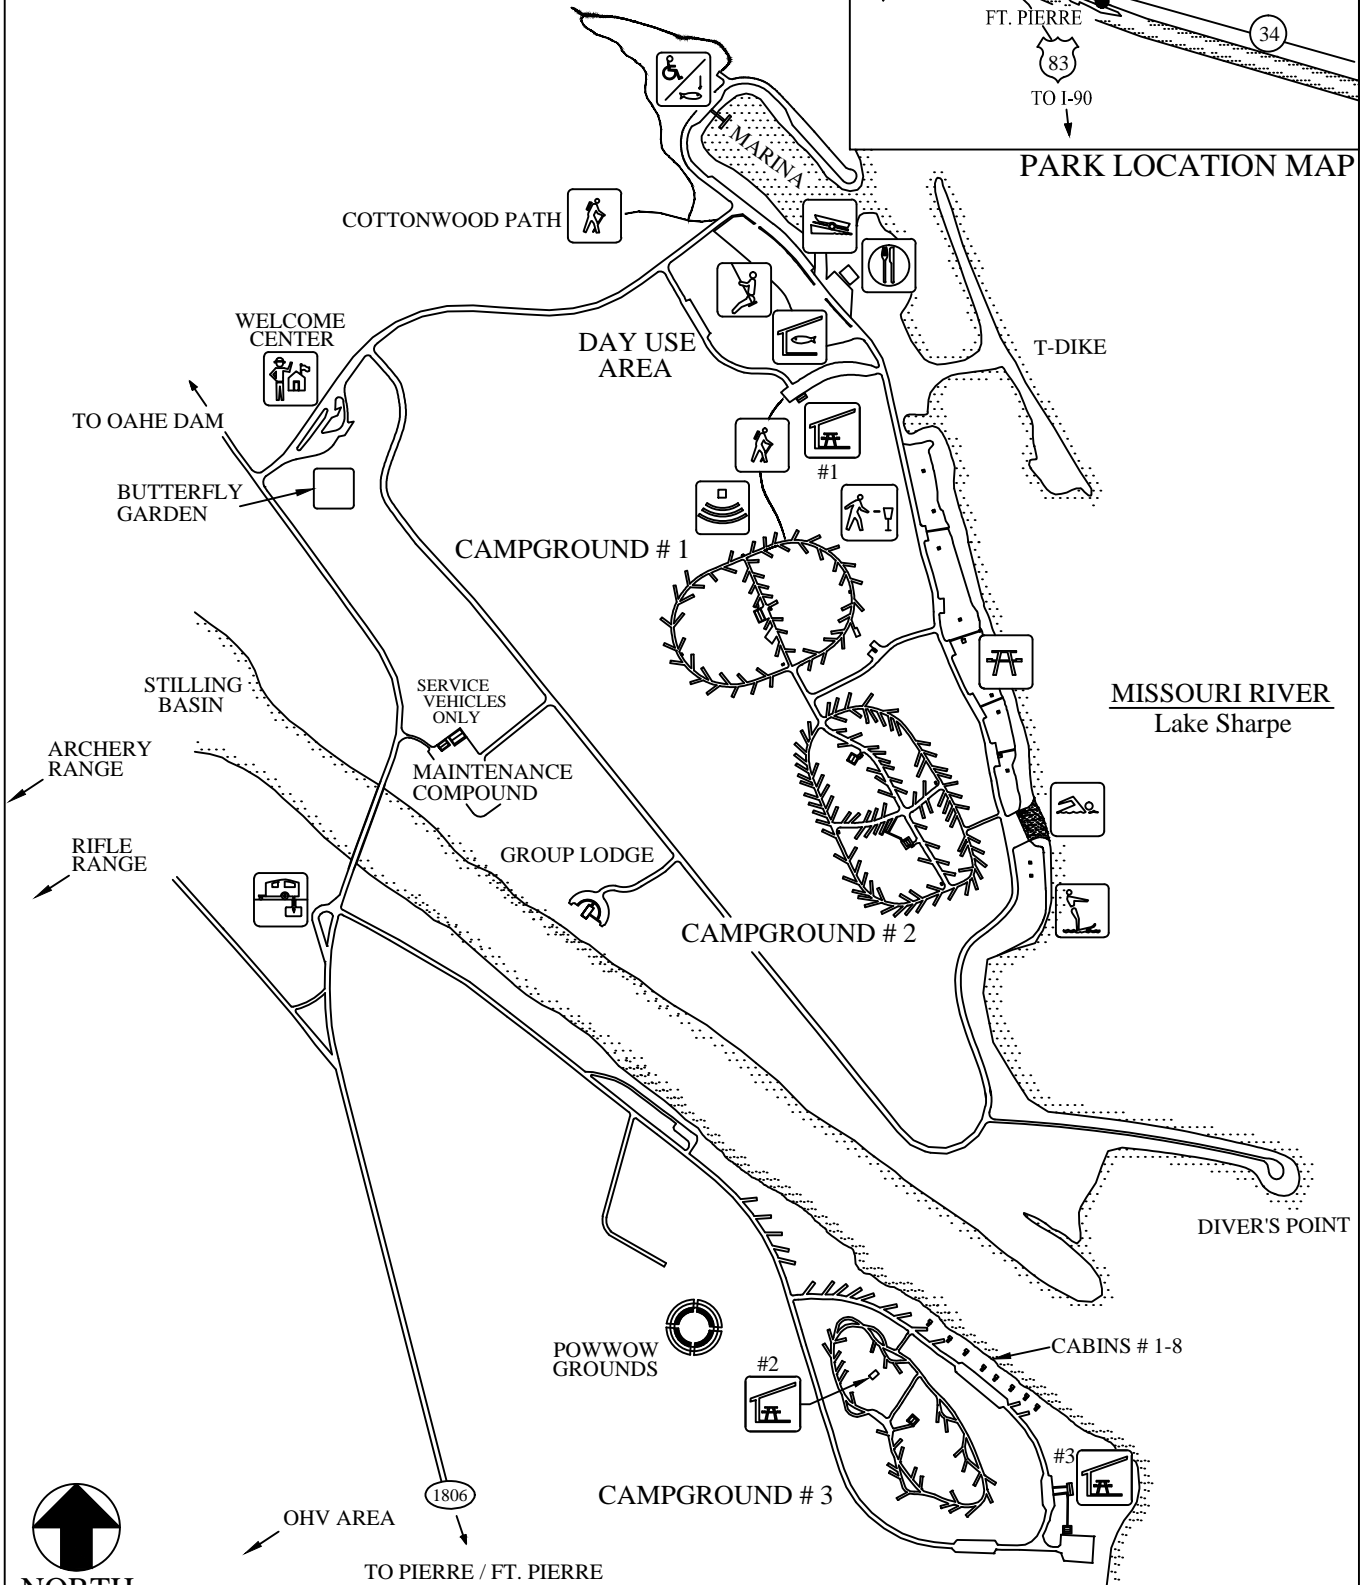 FT. PIERRE
34
83
TO I-90
PARK LOCATION MAP
MARINA
COTTONWOOD PATH
WELCOME
CENTER
DAY USE
AREA
T-DIKE
TO OAHE DAM
#1
BUTTERFLY
GARDEN
CAMPGROUND # 1
STILLING
BASIN
SERVICE
VEHICLES
ONLY
MISSOURI RIVER
Lake Sharpe
ARCHERY
RANGE
MAINTENANCE
COMPOUND
RIFLE
RANGE
GROUP LODGE
CAMPGROUND # 2
DIVER'S POINT
POWWOW
GROUNDS
CABINS # 1-8
#2
#3
CAMPGROUND # 3
1806
OHV AREA
TO PIERRE / FT. PIERRE
NORTH